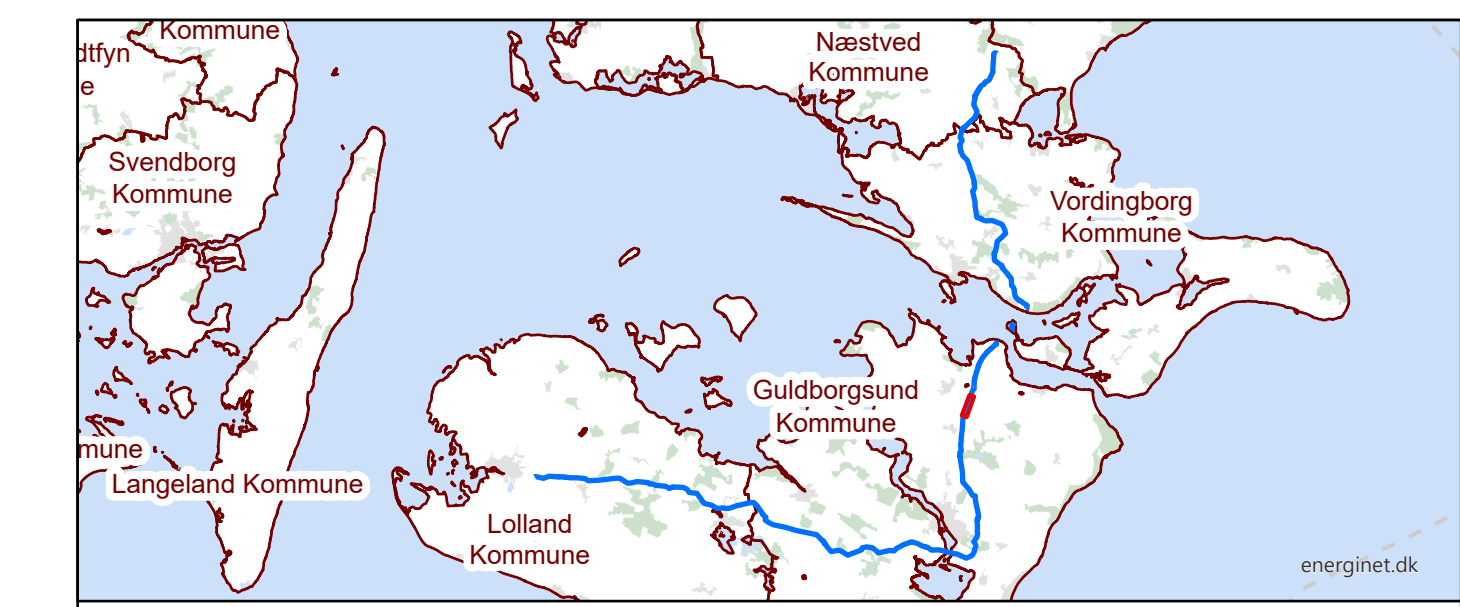 Kommune
dtfyn
e
Næstved
Kommune
Svendborg
Kommune
Vordingborg
Kommune
Guldborgsund
Kommune
mune
Langeland Kommune
Lolland
Kommune
energinet.dk